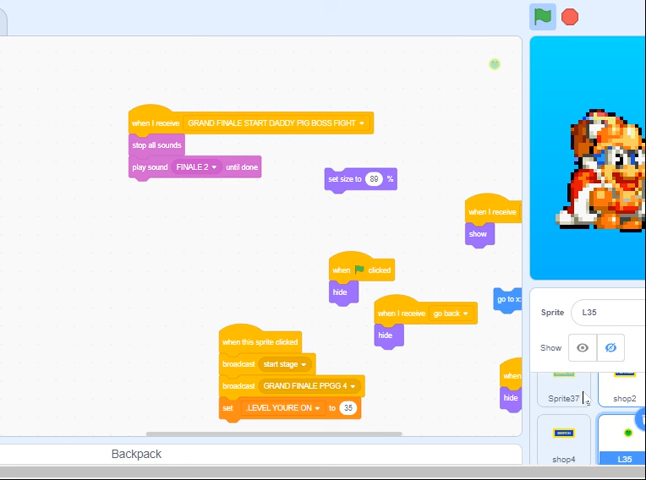 when I receive GRAND FINALE START DADDY PIG BOSS FIGHT
stop all sounds
play sound FINALE 2 until done
set size to 89 %
when I receive
show
when clicked
hide
when I receive go back
hide
go to x:
when this sprite clicked
broadcast start stage
broadcast GRAND FINALE PPGG 4
set .LEVEL YOURE ON to 35
when
hide
Backpack
Sprite L35
Show
Sprite37 shop2
shop4 L35